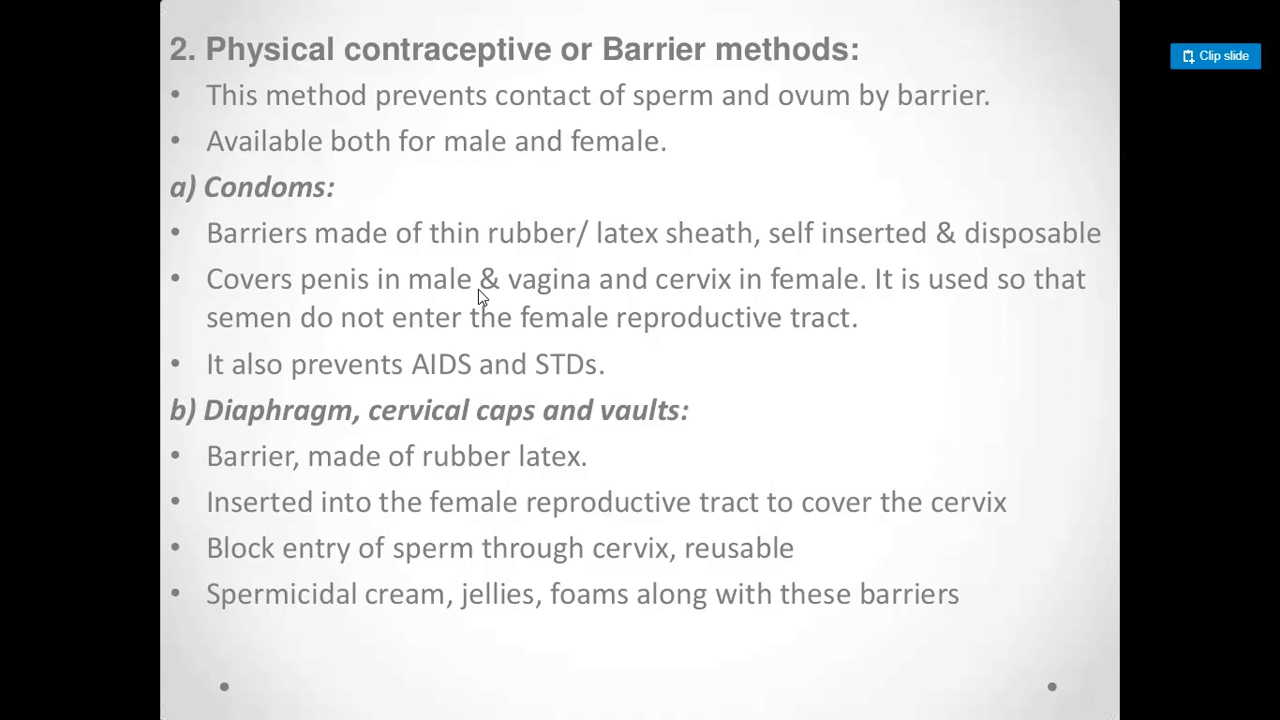 2. Physical contraceptive or Barrier methods:
Clip slide
• This method prevents contact of sperm and ovum by barrier.
• Available both for male and female.
a) Condoms:
• Barriers made of thin rubber/ latex sheath, self inserted & disposable
• Covers penis in male & vagina and cervix in female. It is used so that
semen do not enter the female reproductive tract.
• It also prevents AIDS and STDs.
b) Diaphragm, cervical caps and vaults:
• Barrier, made of rubber latex.
• Inserted into the female reproductive tract to cover the cervix
• Block entry of sperm through cervix, reusable
• Spermicidal cream, jellies, foams along with these barriers